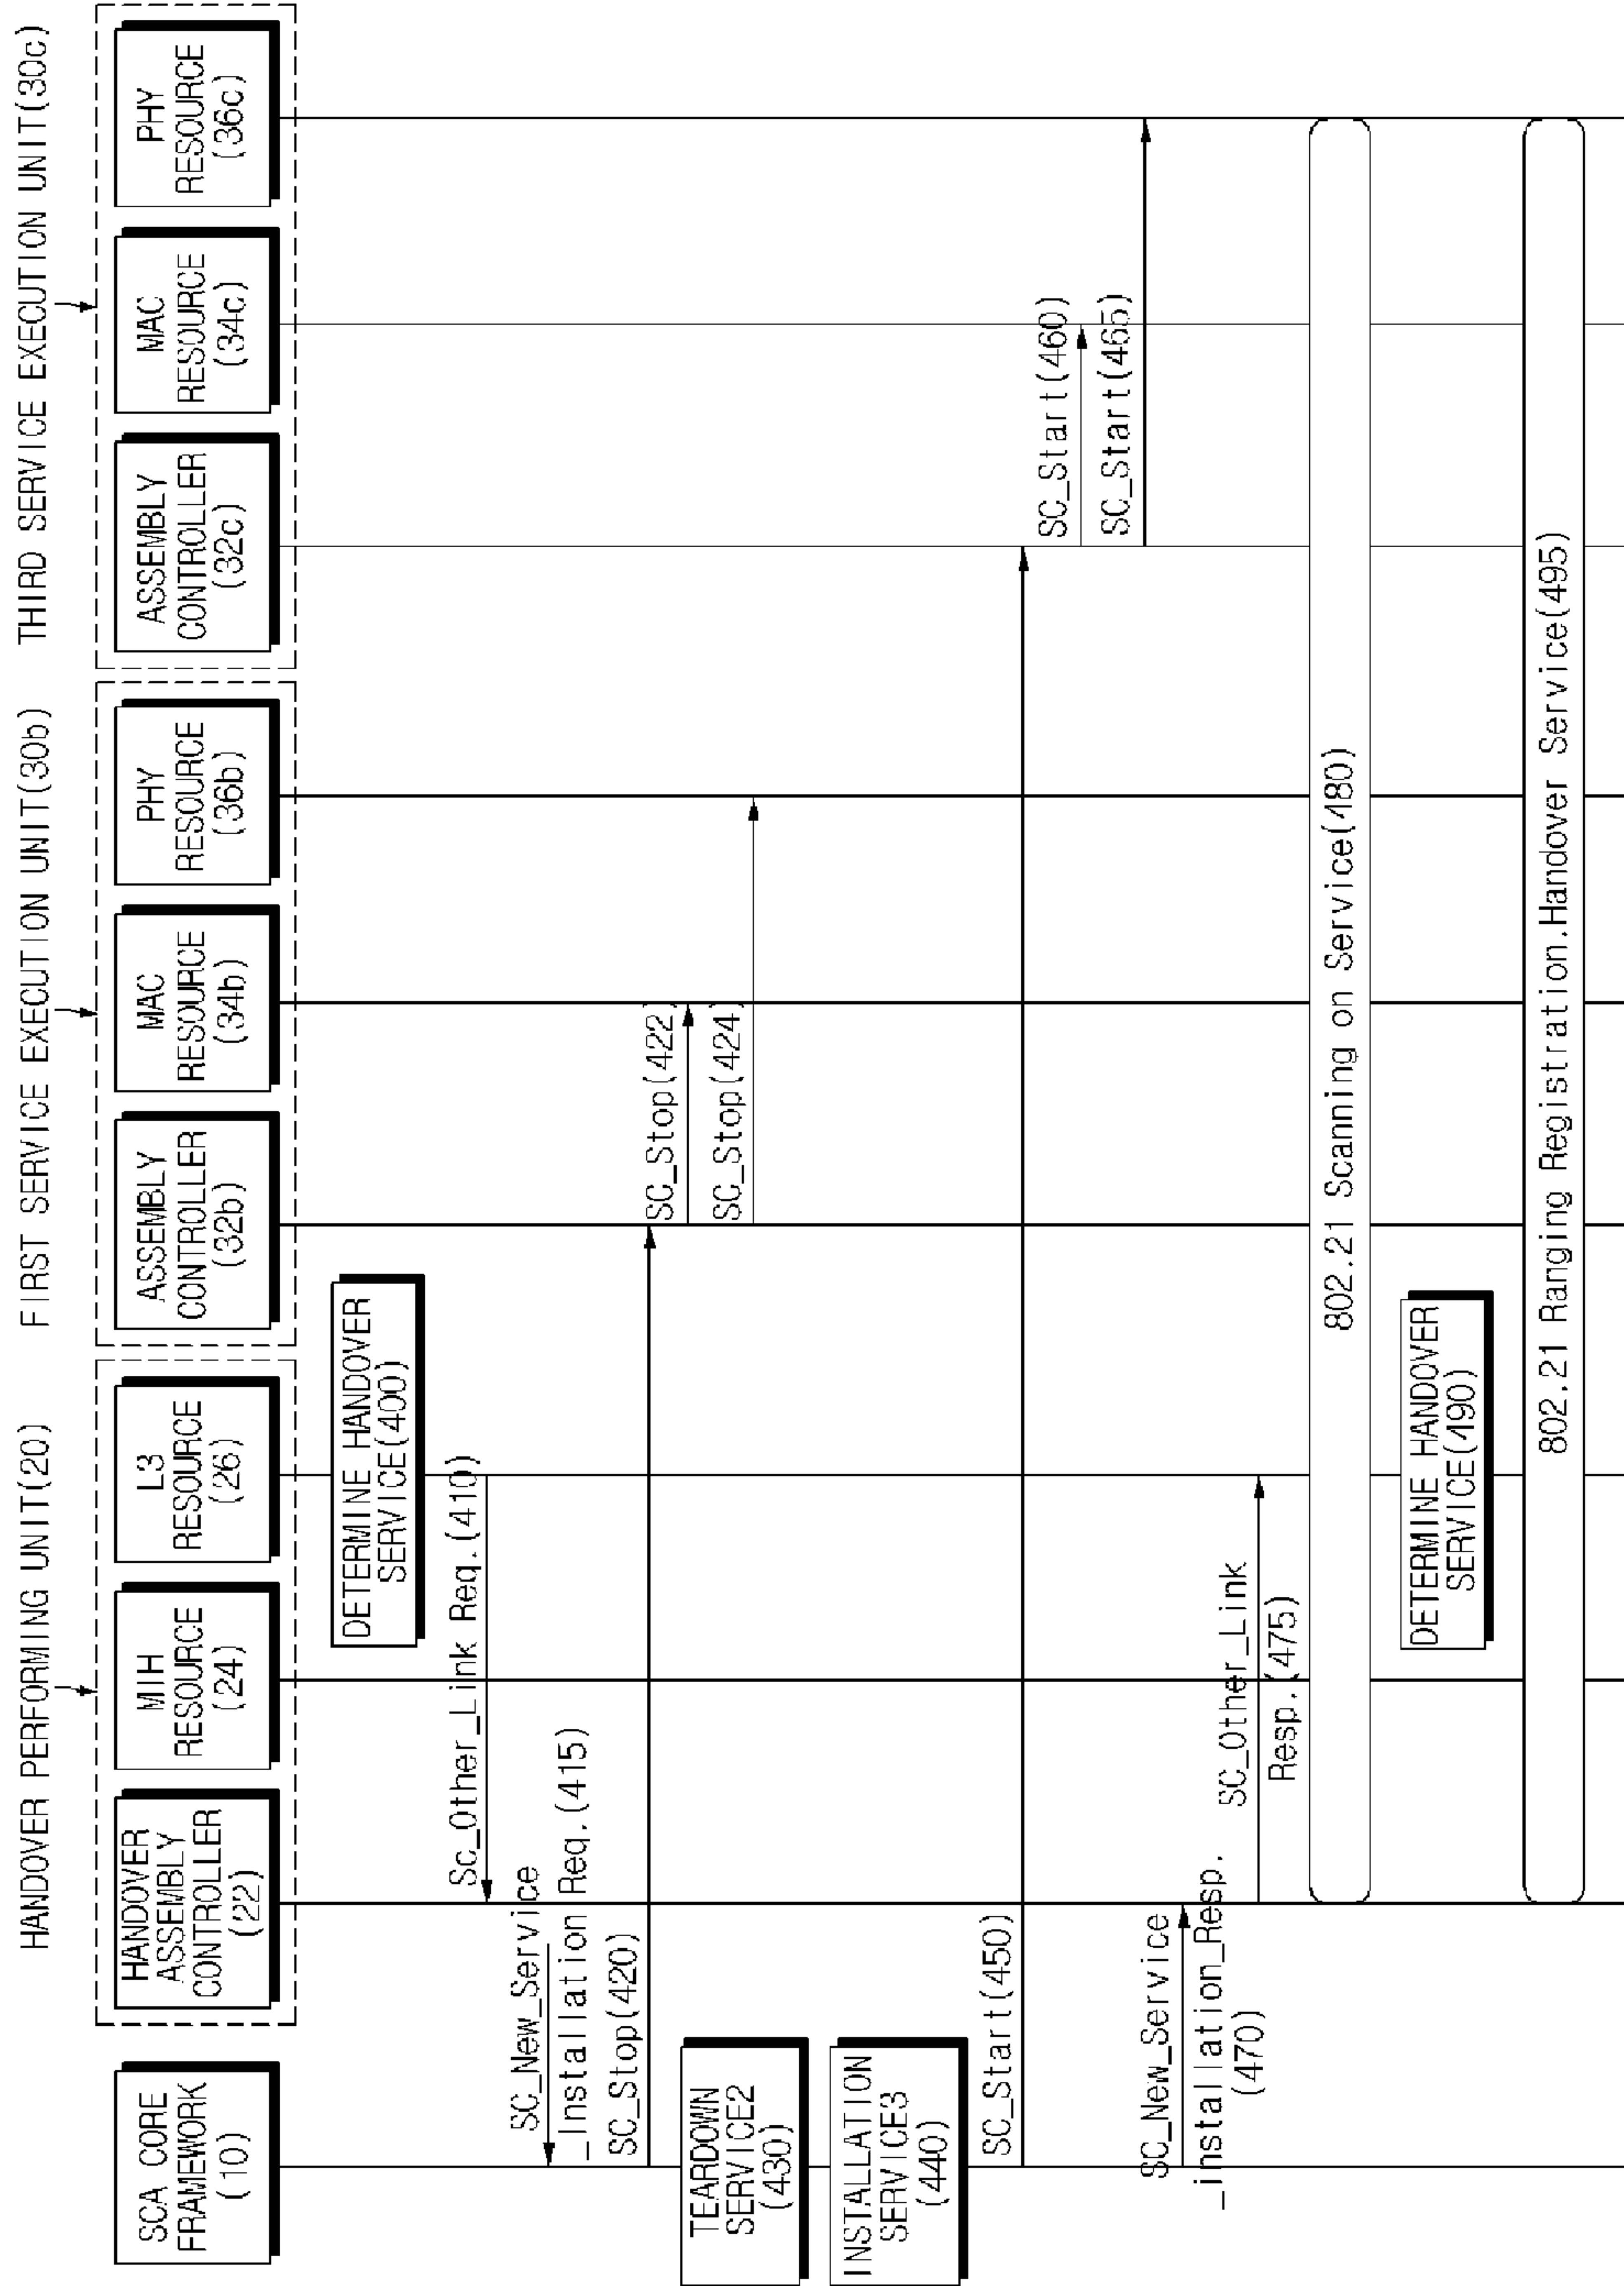 HANDOVER PERFORMING UNIT(20)
FIRST SERVICE EXECUTION UNIT(30b)
THIRD SERVICE EXECUTION UNIT(30c)
SCA CORE
FRAMEWORK
(10)
HANDOVER
ASSEMBLY
CONTROLLER
(22)
MIH
RESOURCE
(24)
L3
RESOURCE
(26)
ASSEMBLY
CONTROLLER
(32b)
MAC
RESOURCE
(34b)
PHY
RESOURCE
(36b)
ASSEMBLY
CONTROLLER
(32c)
MAC
RESOURCE
(34c)
PHY
RESOURCE
(36c)
DETERMINE HANDOVER
SERVICE(400)
Sc_Other_Link Req.(410)
SC_New_Service
_Installation Req.(415)
SC_Stop(420)
SC_Stop(422)
SC_Stop(424)
TEARDOWN
SERVICE2
(430)
INSTALLATION
SERVICE3
(440)
SC_Start(450)
SC_Start(460)
SC_Start(465)
SC_New_Service
_installation_Resp.
(470)
SC_Other_Link
Resp.(475)
802.21 Scanning on Service(480)
DETERMINE HANDOVER
SERVICE(490)
802.21 Ranging Registration.Handover Service(495)